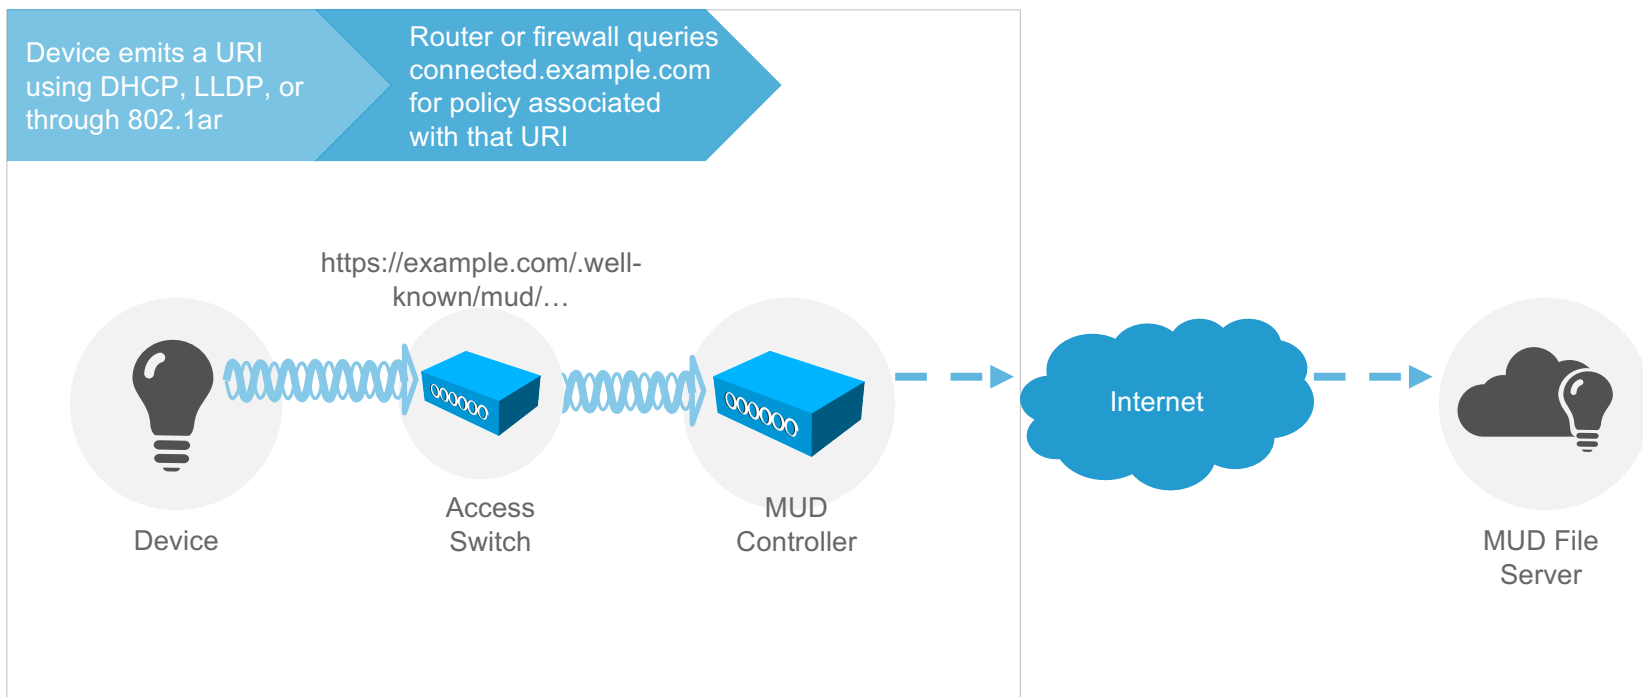 Device emits a URI
using DHCP, LLDP, or
through 802.1ar
Router or firewall queries
connected.example.com
for policy associated
with that URI
https://example.com/.well-
known/mud/…
Device
Access
Switch
MUD
Controller
Internet
MUD File
Server